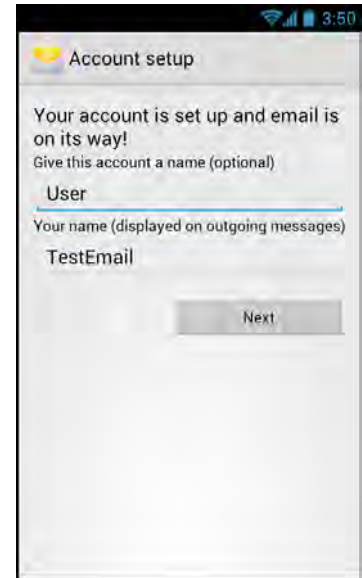 3:50
Account setup
Your account is set up and email is
on its way!
Give this account a name (optional)
User
Your name (displayed on outgoing messages)
TestEmail
Next